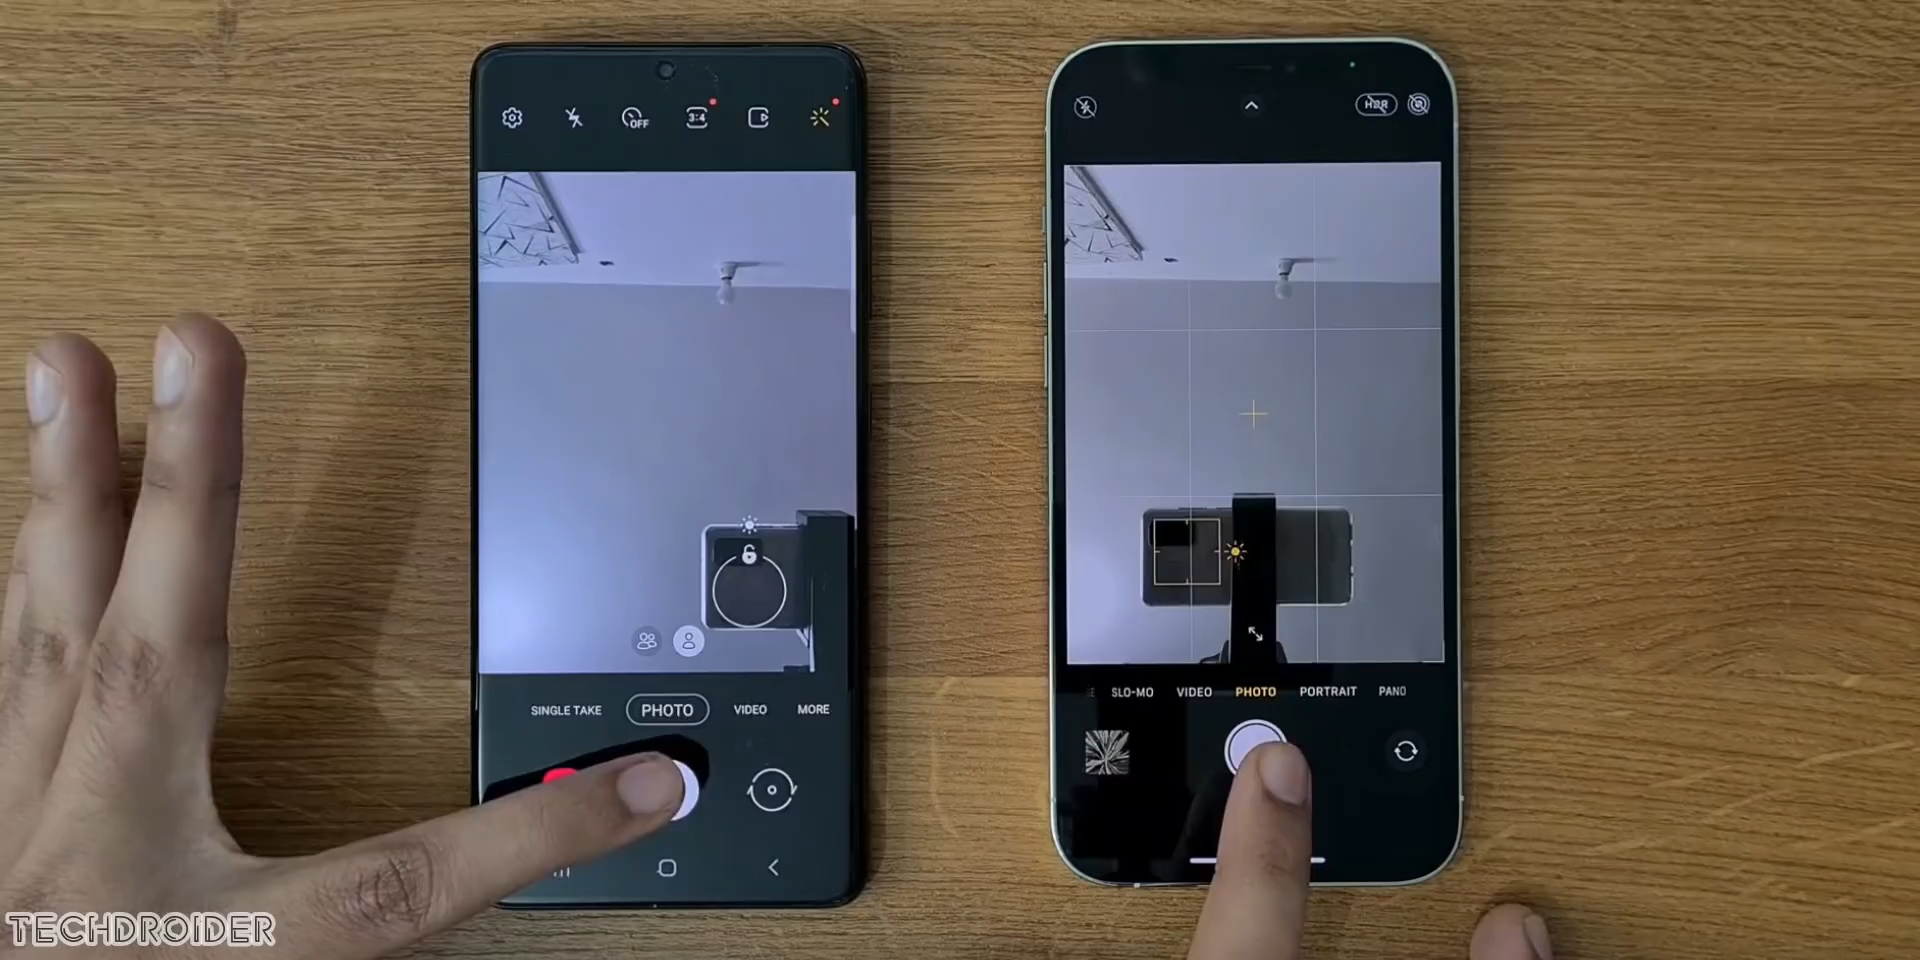 OFF
3:4
HDR
SINGLE TAKE
PHOTO
VIDEO
MORE
SLO-MO
VIDEO
PHOTO
PORTRAIT
PANO
TECHDROIDER